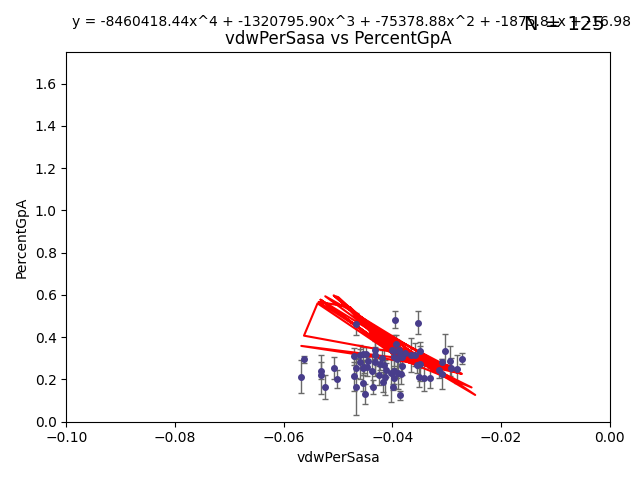 y = -8460418.44x^4 + -1320795.90x^3 + -75378.88x^2 + -1875.81x + -16.98
N = 125
vdwPerSasa vs PercentGpA
PercentGpA
1.6
1.4
1.2
1.0
0.8
0.6
0.4
0.2
0.0
−0.10 −0.08 −0.06 −0.04 −0.02 0.00
vdwPerSasa